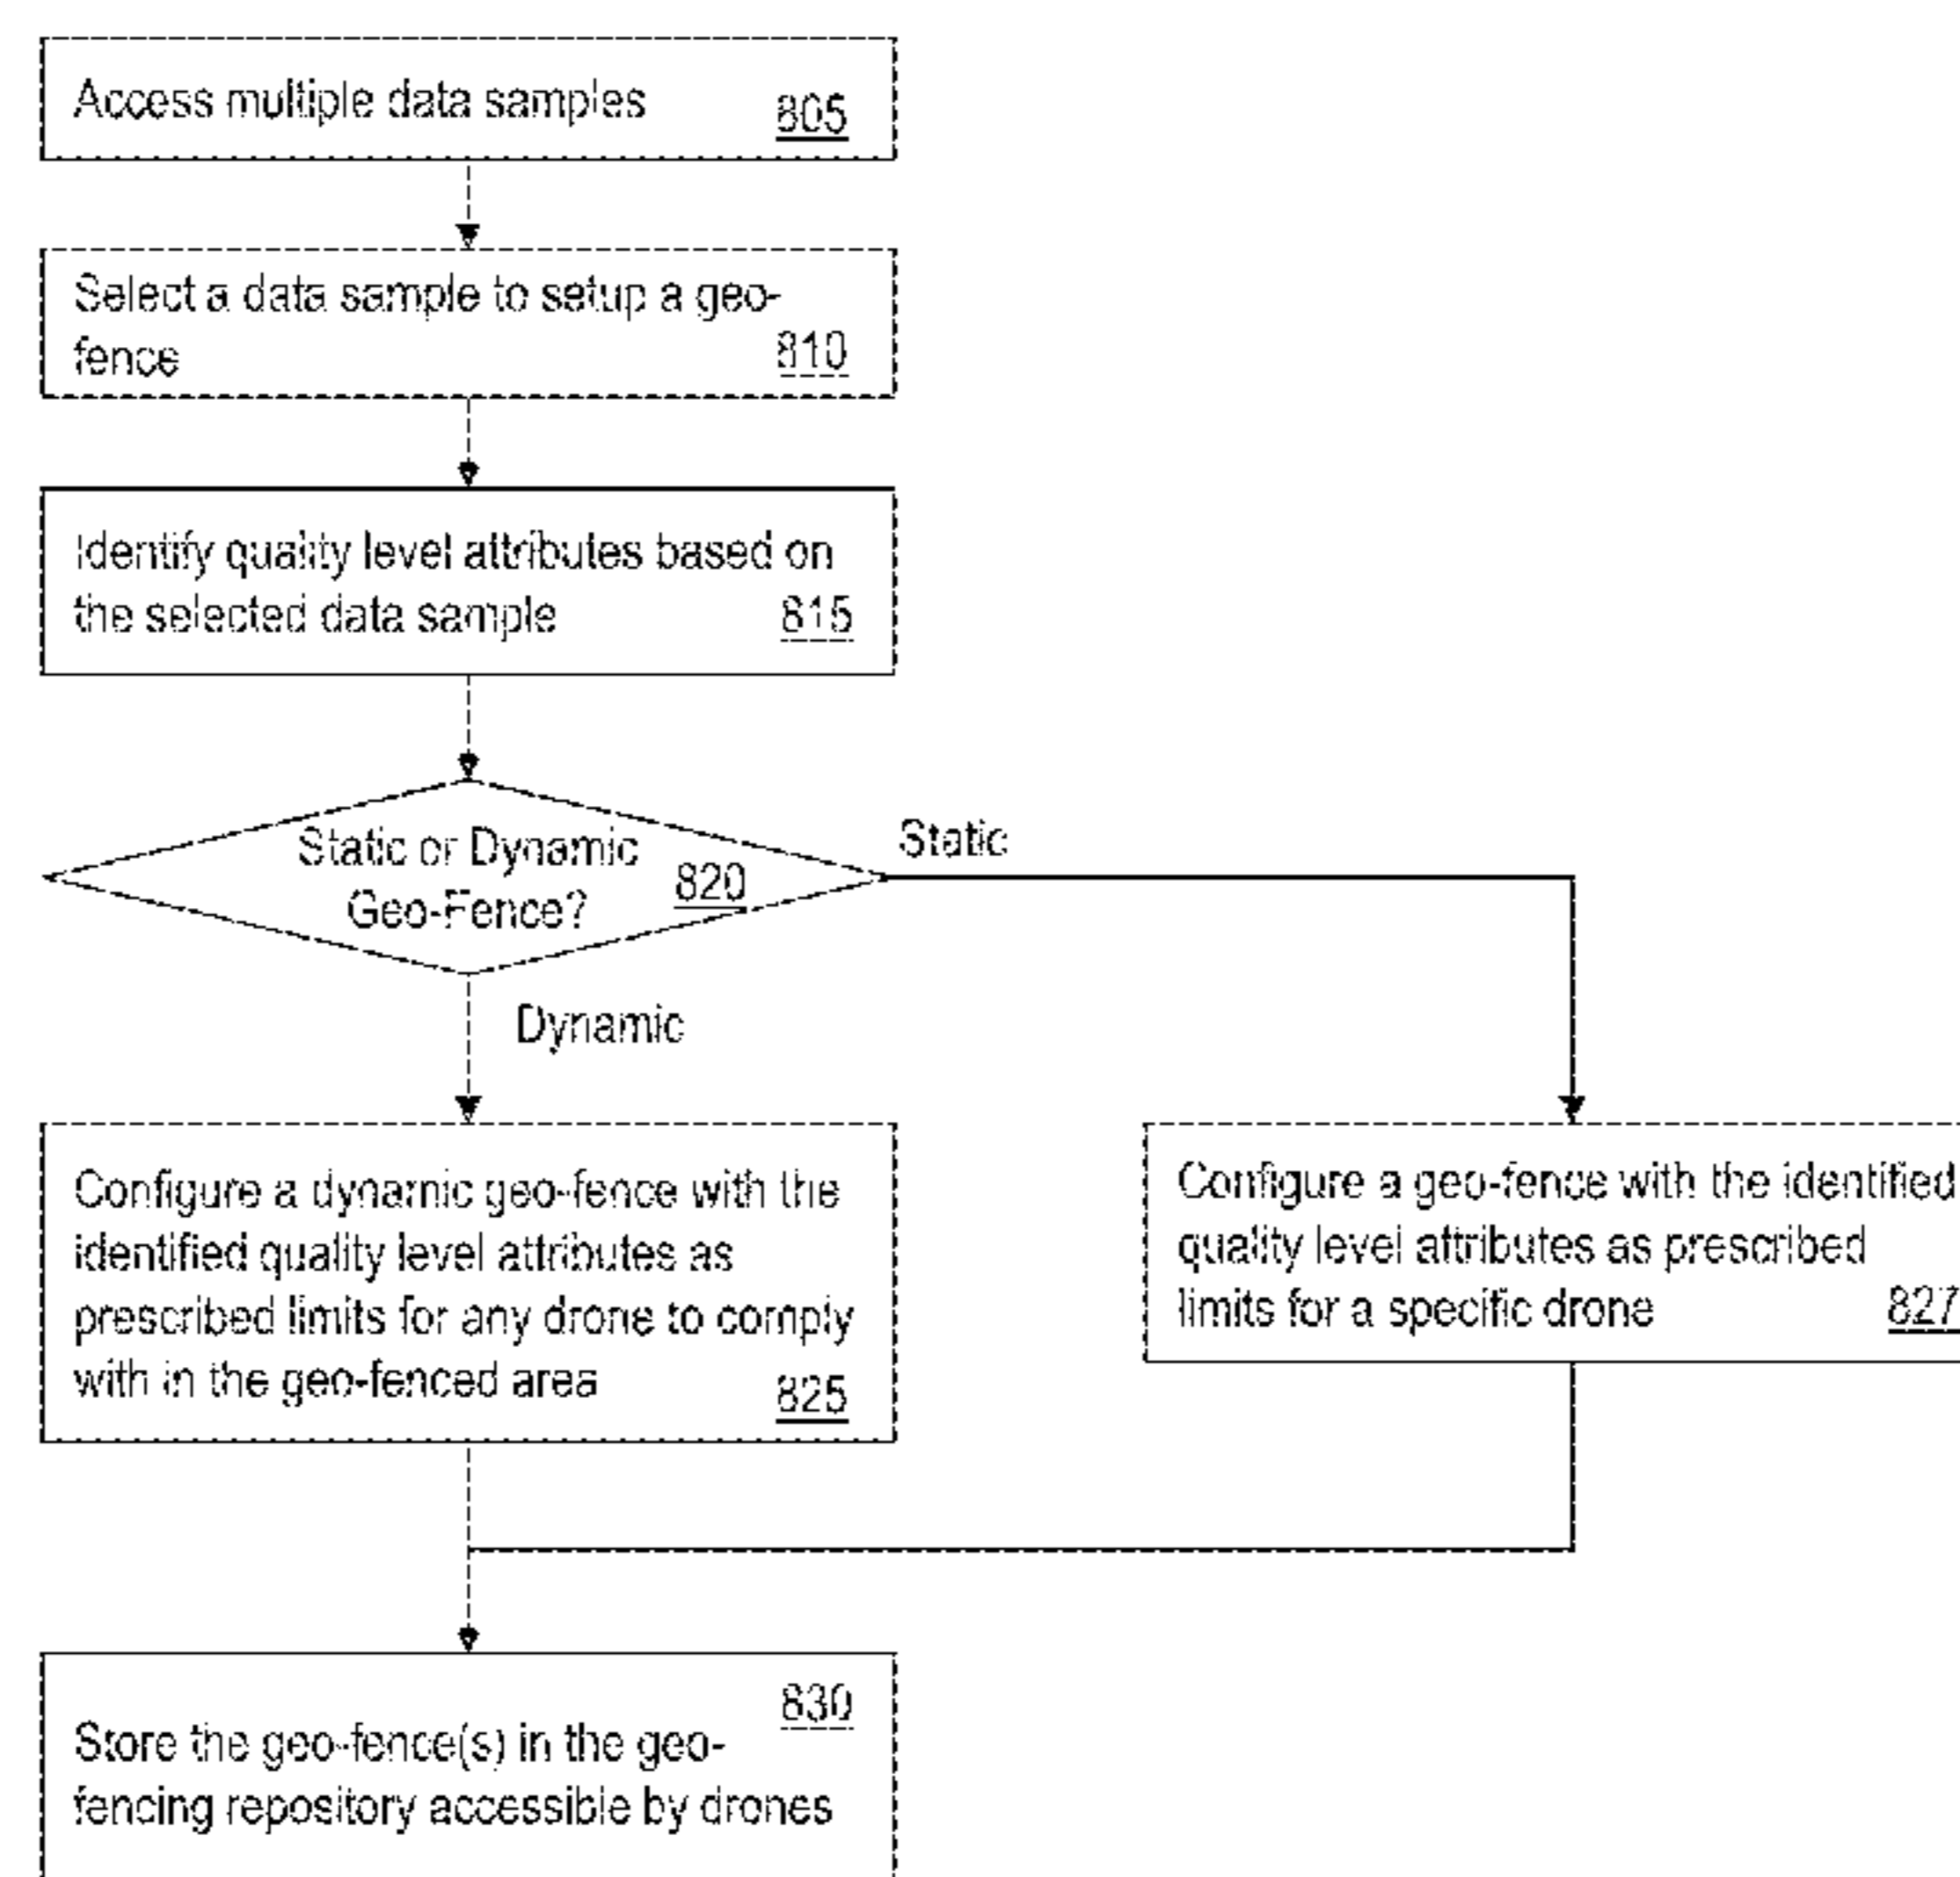 Access multiple data samples
805
Select a data sample to setup a geo-
fence
810
Identify quality level attributes based on
the selected data sample
815
Static or Dynamic
Geo-Fence?
820
Static
Dynamic
Configure a dynamic geo-fence with the
identified quality level attributes as
prescribed limits for any drone to comply
with in the geo-fenced area
825
Configure a geo-fence with the identified
quality level attributes as prescribed
limits for a specific drone
827
830
Store the geo-fence(s) in the geo-
fencing repository accessible by drones